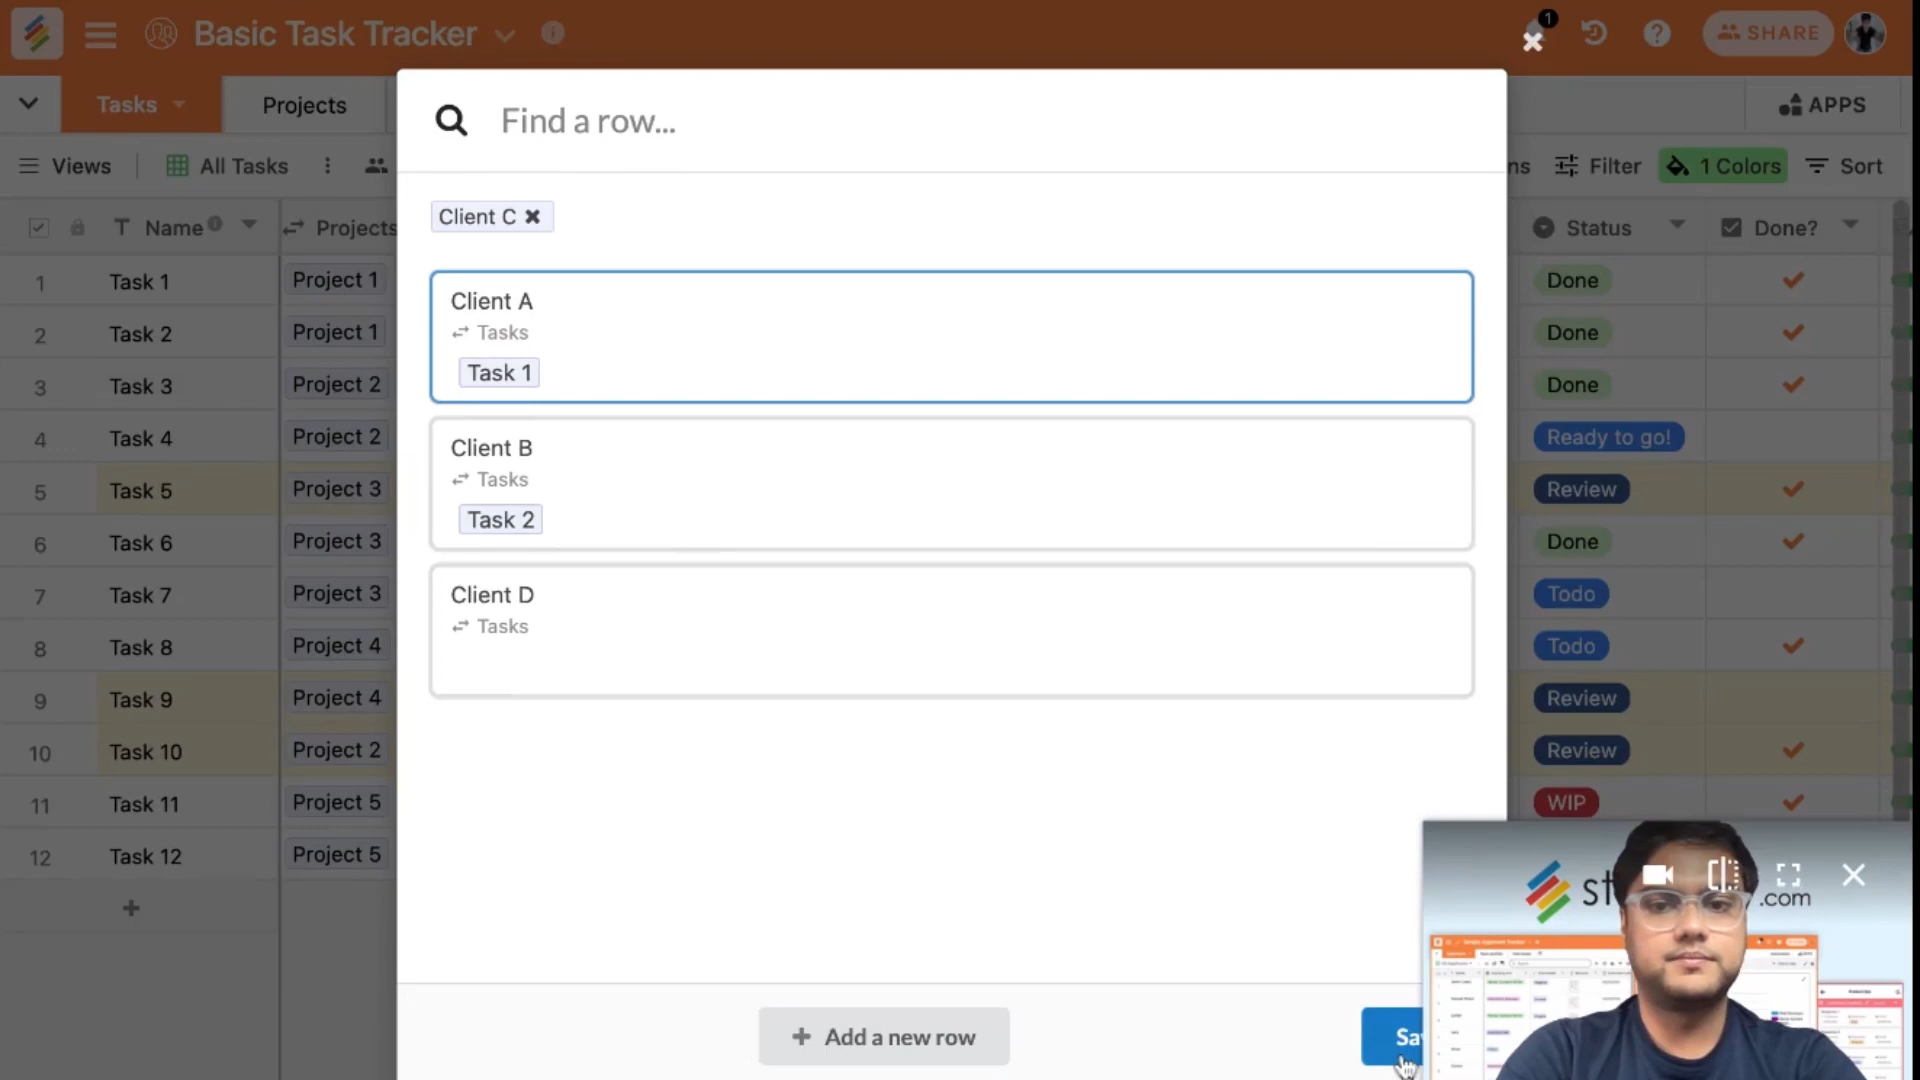 Basic Task Tracker
1
SHARE
Tasks
Projects
APPS
Views
All Tasks
ns
Filter
1 Colors
Sort
Find a row...
Client C
Client A
Tasks
Task 1
Client B
Tasks
Task 2
Client D
Tasks
Add a new row
Sa
Name
Projects
Status
Done?
1 Task 1 Project 1 Done
2 Task 2 Project 1 Done
3 Task 3 Project 2 Done
4 Task 4 Project 2 Ready to go!
5 Task 5 Project 3 Review
6 Task 6 Project 3 Done
7 Task 7 Project 3 Todo
8 Task 8 Project 4 Todo
9 Task 9 Project 4 Review
10 Task 10 Project 2 Review
11 Task 11 Project 5 WIP
12 Task 12 Project 5
st
.com